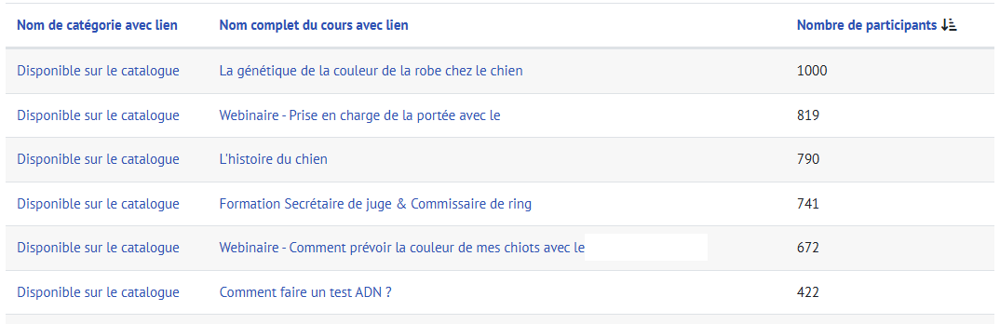 Nom de catégorie avec lien Nom complet du cours avec lien Nombre de participants
Disponible sur le catalogue La génétique de la couleur de la robe chez le chien 1000
Disponible sur le catalogue Webinaire - Prise en charge de la portée avec le 819
Disponible sur le catalogue L'histoire du chien 790
Disponible sur le catalogue Formation Secrétaire de juge & Commissaire de ring 741
Disponible sur le catalogue Webinaire - Comment prévoir la couleur de mes chiots avec le 672
Disponible sur le catalogue Comment faire un test ADN ? 422